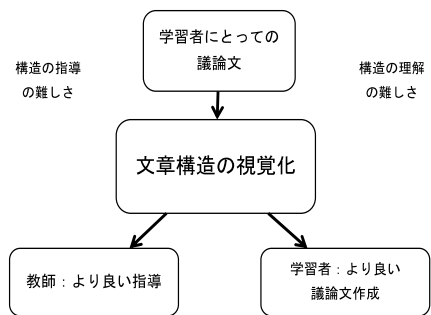 学習者にとっての
議論文
構造の指導
の難しさ
構造の理解
の難しさ
文章構造の視覚化
教師：より良い指導
学習者：より良い
議論文作成